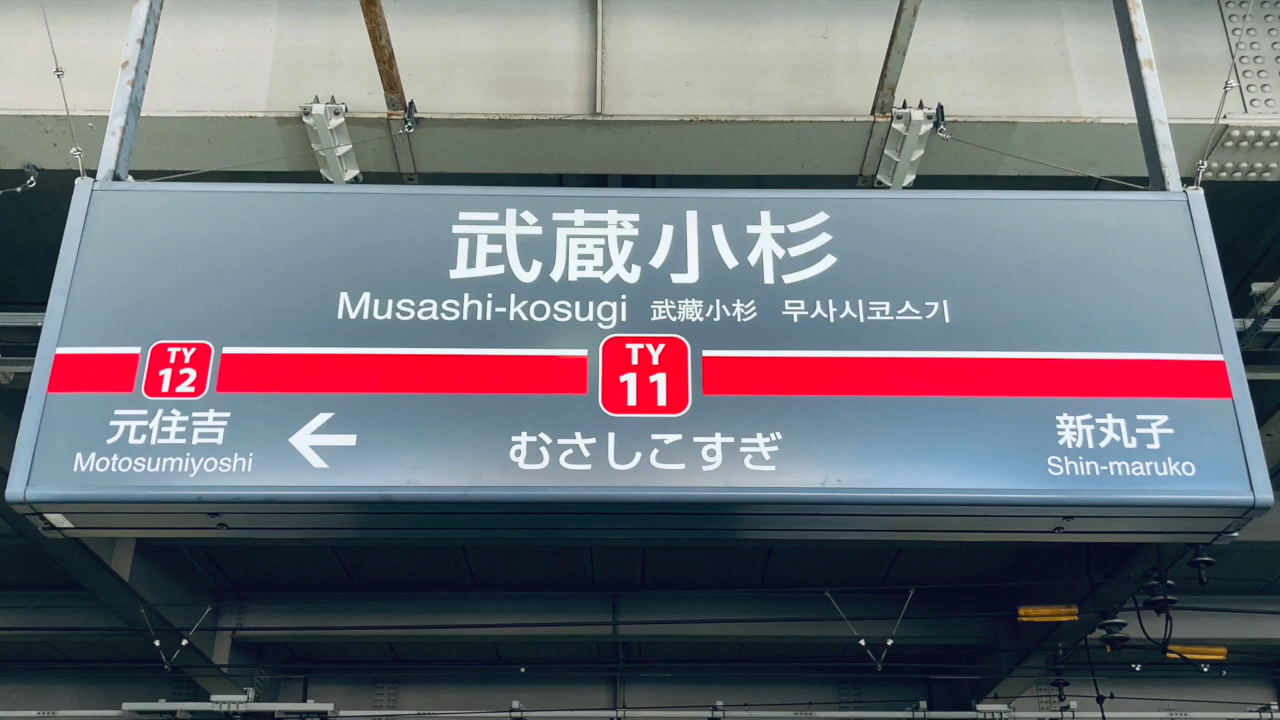 武蔵小杉
Musashi-kosugi 武藏小杉 무사시코스기
TY 12
TY 11
元住吉 ← むさしこすぎ 新丸子
Motosumiyoshi Shin-maruko